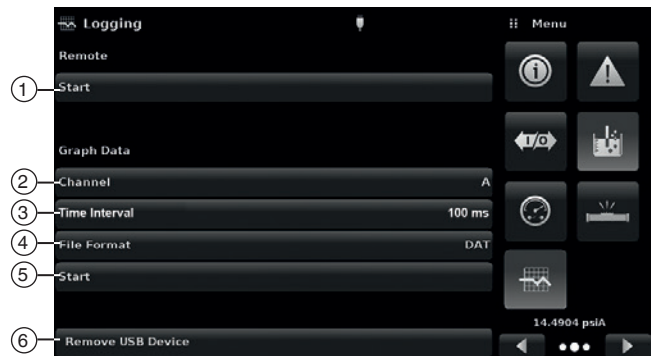 Logging
Menu
Remote
1 Start
Graph Data
2 Channel A
3 Time Interval 100 ms
4 File Format DAT
5 Start
6 Remove USB Device
I/O
14.4904 psiA